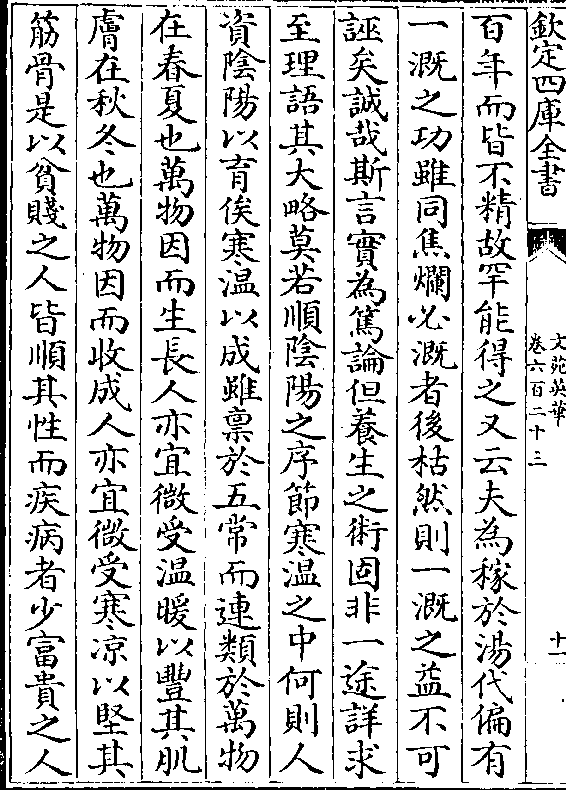 欽定四庫全書
文苑英華
卷六百二十三
十一
百年而皆不精故罕能得之又云夫為稼於湯代偏有
一溉之功雖同焦爛必溉者後枯然則一溉之益不可
誣矣誠哉斯言實為篤論但養生之術固非一途詳求
至理語其大略莫若順陰陽之序節寒温之中何則人
資陰陽以育俟寒温以成雖稟於五常而連類於萬物
在春夏也萬物因而生長人亦宜微受温暖以豐其肌
膚在秋冬也萬物因而收成人亦宜微受寒凉以堅其
筋骨是以貧賤之人皆順其性而疾病者少富貴之人